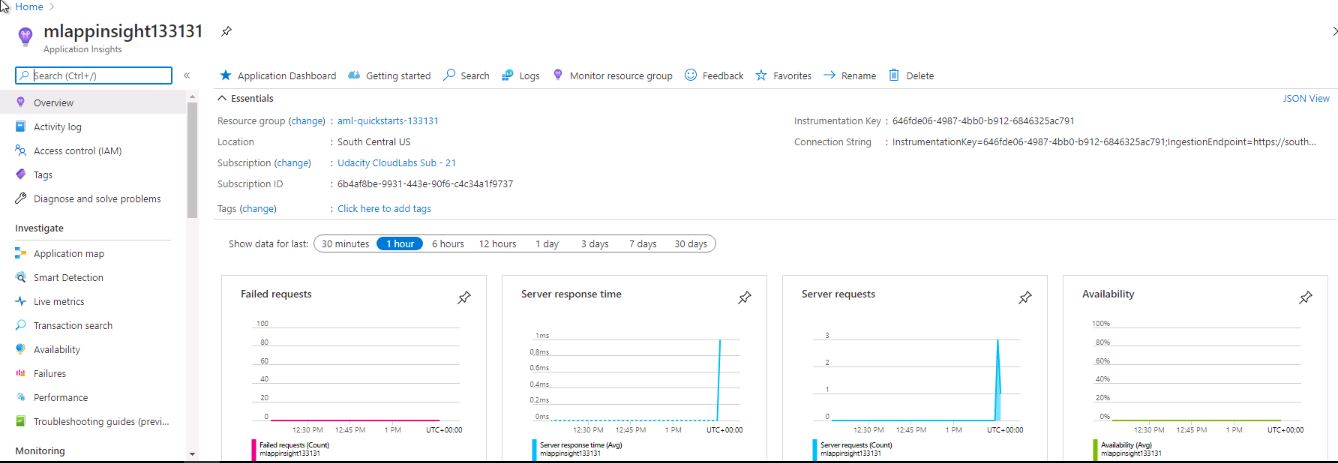 Home
mlappinsight133131
Application Insights
Search (Ctrl+/)
«
Application Dashboard Getting started Search Logs Monitor resource group Feedback Favorites Rename Delete
Overview
Activity log
Access control (IAM)
Tags
Diagnose and solve problems
Investigate
Application map
Smart Detection
Live metrics
Transaction search
Availability
Failures
Performance
Troubleshooting guides (previ...
Monitoring
Essentials
JSON View
Resource group (change) : aml-quickstarts-133131
Location : South Central US
Subscription (change) : Udacity CloudLabs Sub - 21
Subscription ID : 6b4af8be-9931-443e-90f6-c4c34a1f9737
Tags (change) : Click here to add tags
Instrumentation Key : 646fde06-4987-4bb0-b912-6846325ac791
Connection String : InstrumentationKey=646fde06-4987-4bb0-b912-6846325ac791;IngestionEndpoint=https://south...
Show data for last: 30 minutes 1 hour 6 hours 12 hours 1 day 3 days 7 days 30 days
Failed requests
100
80
60
40
20
0
12:30 PM 12:45 PM 1 PM UTC+00:00
Failed requests (Count)
mlappinsight133131
Server response time
1ms
0.8ms
0.6ms
0.4ms
0.2ms
0ms
12:30 PM 12:45 PM 1 PM UTC+00:00
Server response time (Avg)
mlappinsight133131
Server requests
3
2
1
0
12:30 PM 12:45 PM 1 PM UTC+00:00
Server requests (Count)
mlappinsight133131
Availability
100%
80%
60%
40%
20%
0%
12:30 PM 12:45 PM 1 PM UTC+00:00
Availability (Avg)
mlappinsight133131